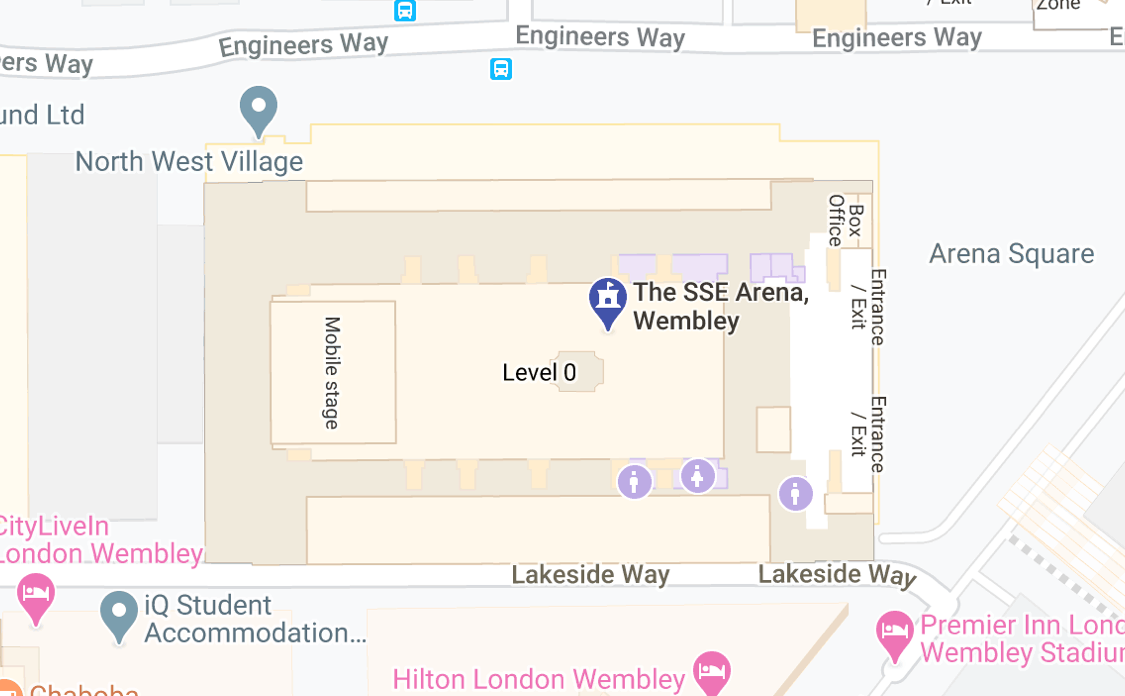 / Exit
Zone
Engineers Way
Engineers Way
Engineers Way
E
ers Way
und Ltd
North West Village
Box
Office
Arena Square
Entrance
/ Exit
The SSE Arena,
Wembley
Mobile stage
Level 0
Entrance
/ Exit
CityLiveIn
London Wembley
Lakeside Way
Lakeside Way
iQ Student
Accommodation...
Premier Inn Lond
Wembley Stadiu
Hilton London Wembley
Chaboba